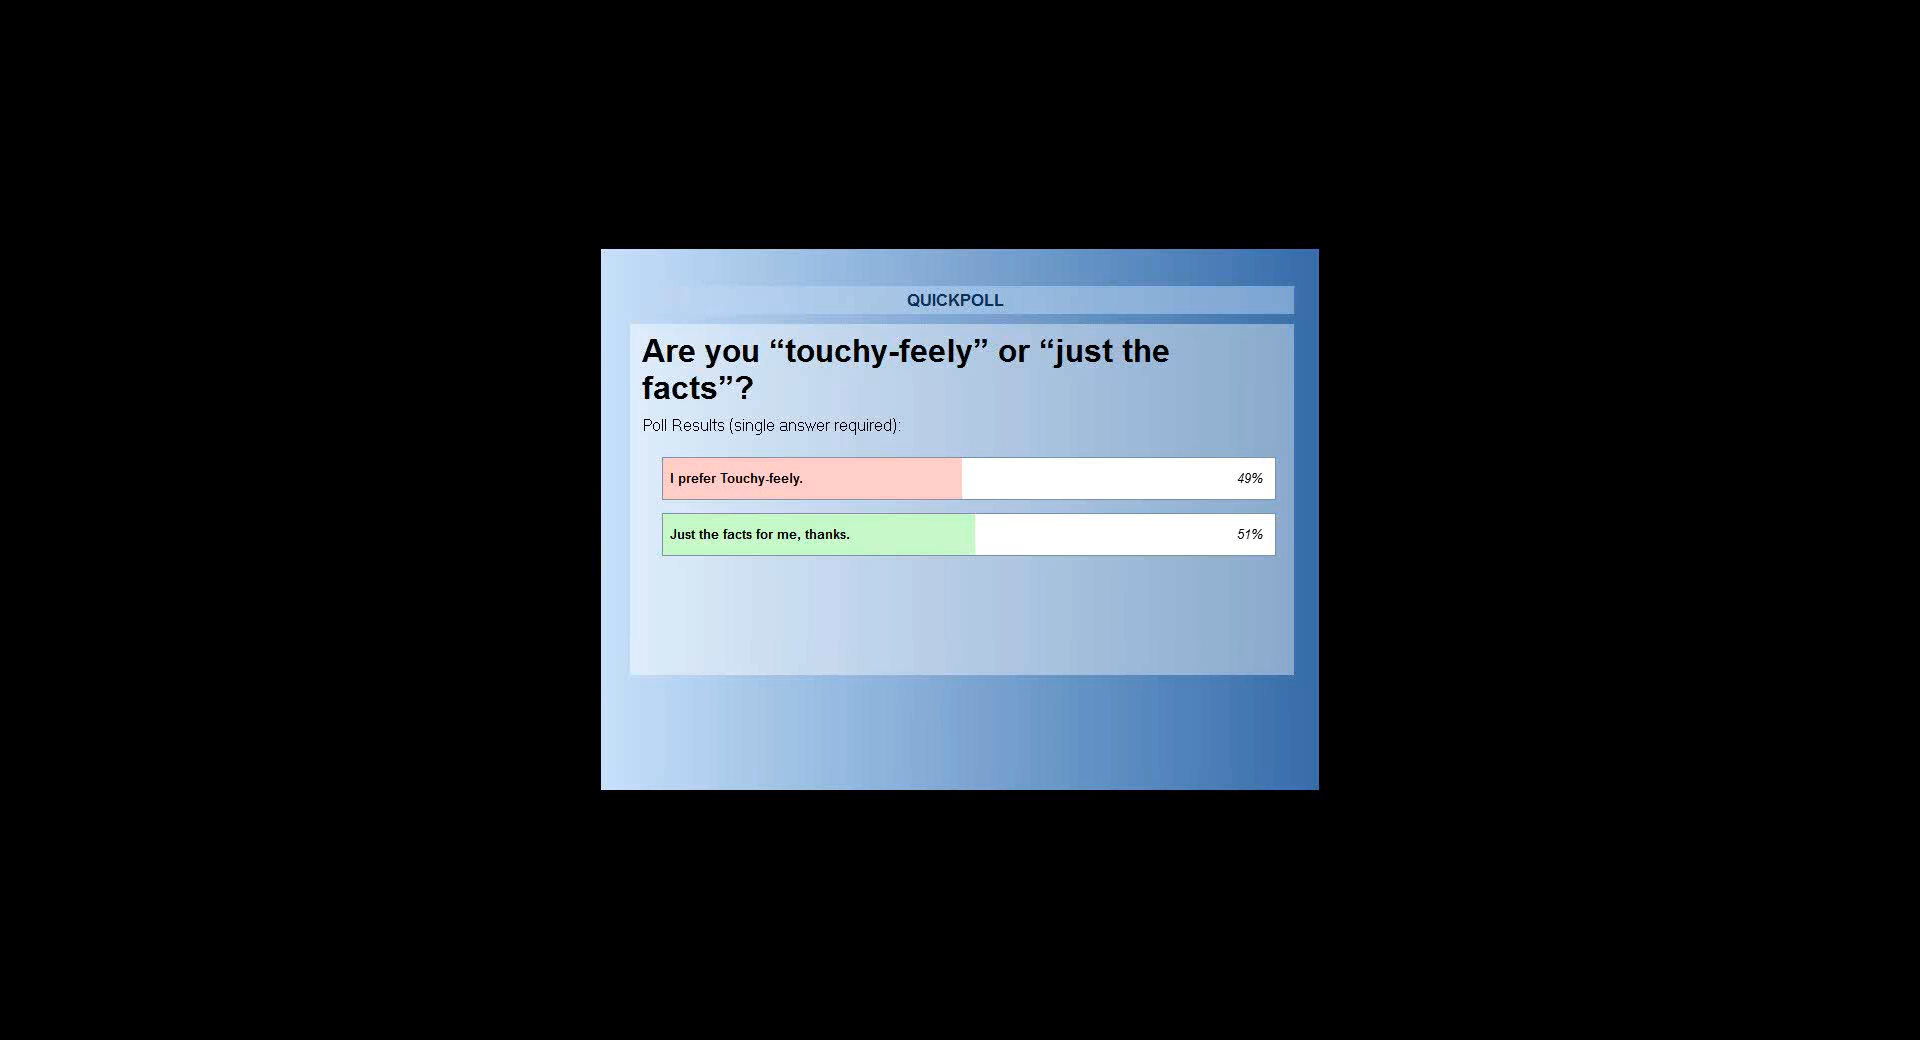 QUICKPOLL
Are you “touchy-feely” or “just the
facts”?
Poll Results (single answer required):
I prefer Touchy-feely. 49%
Just the facts for me, thanks. 51%